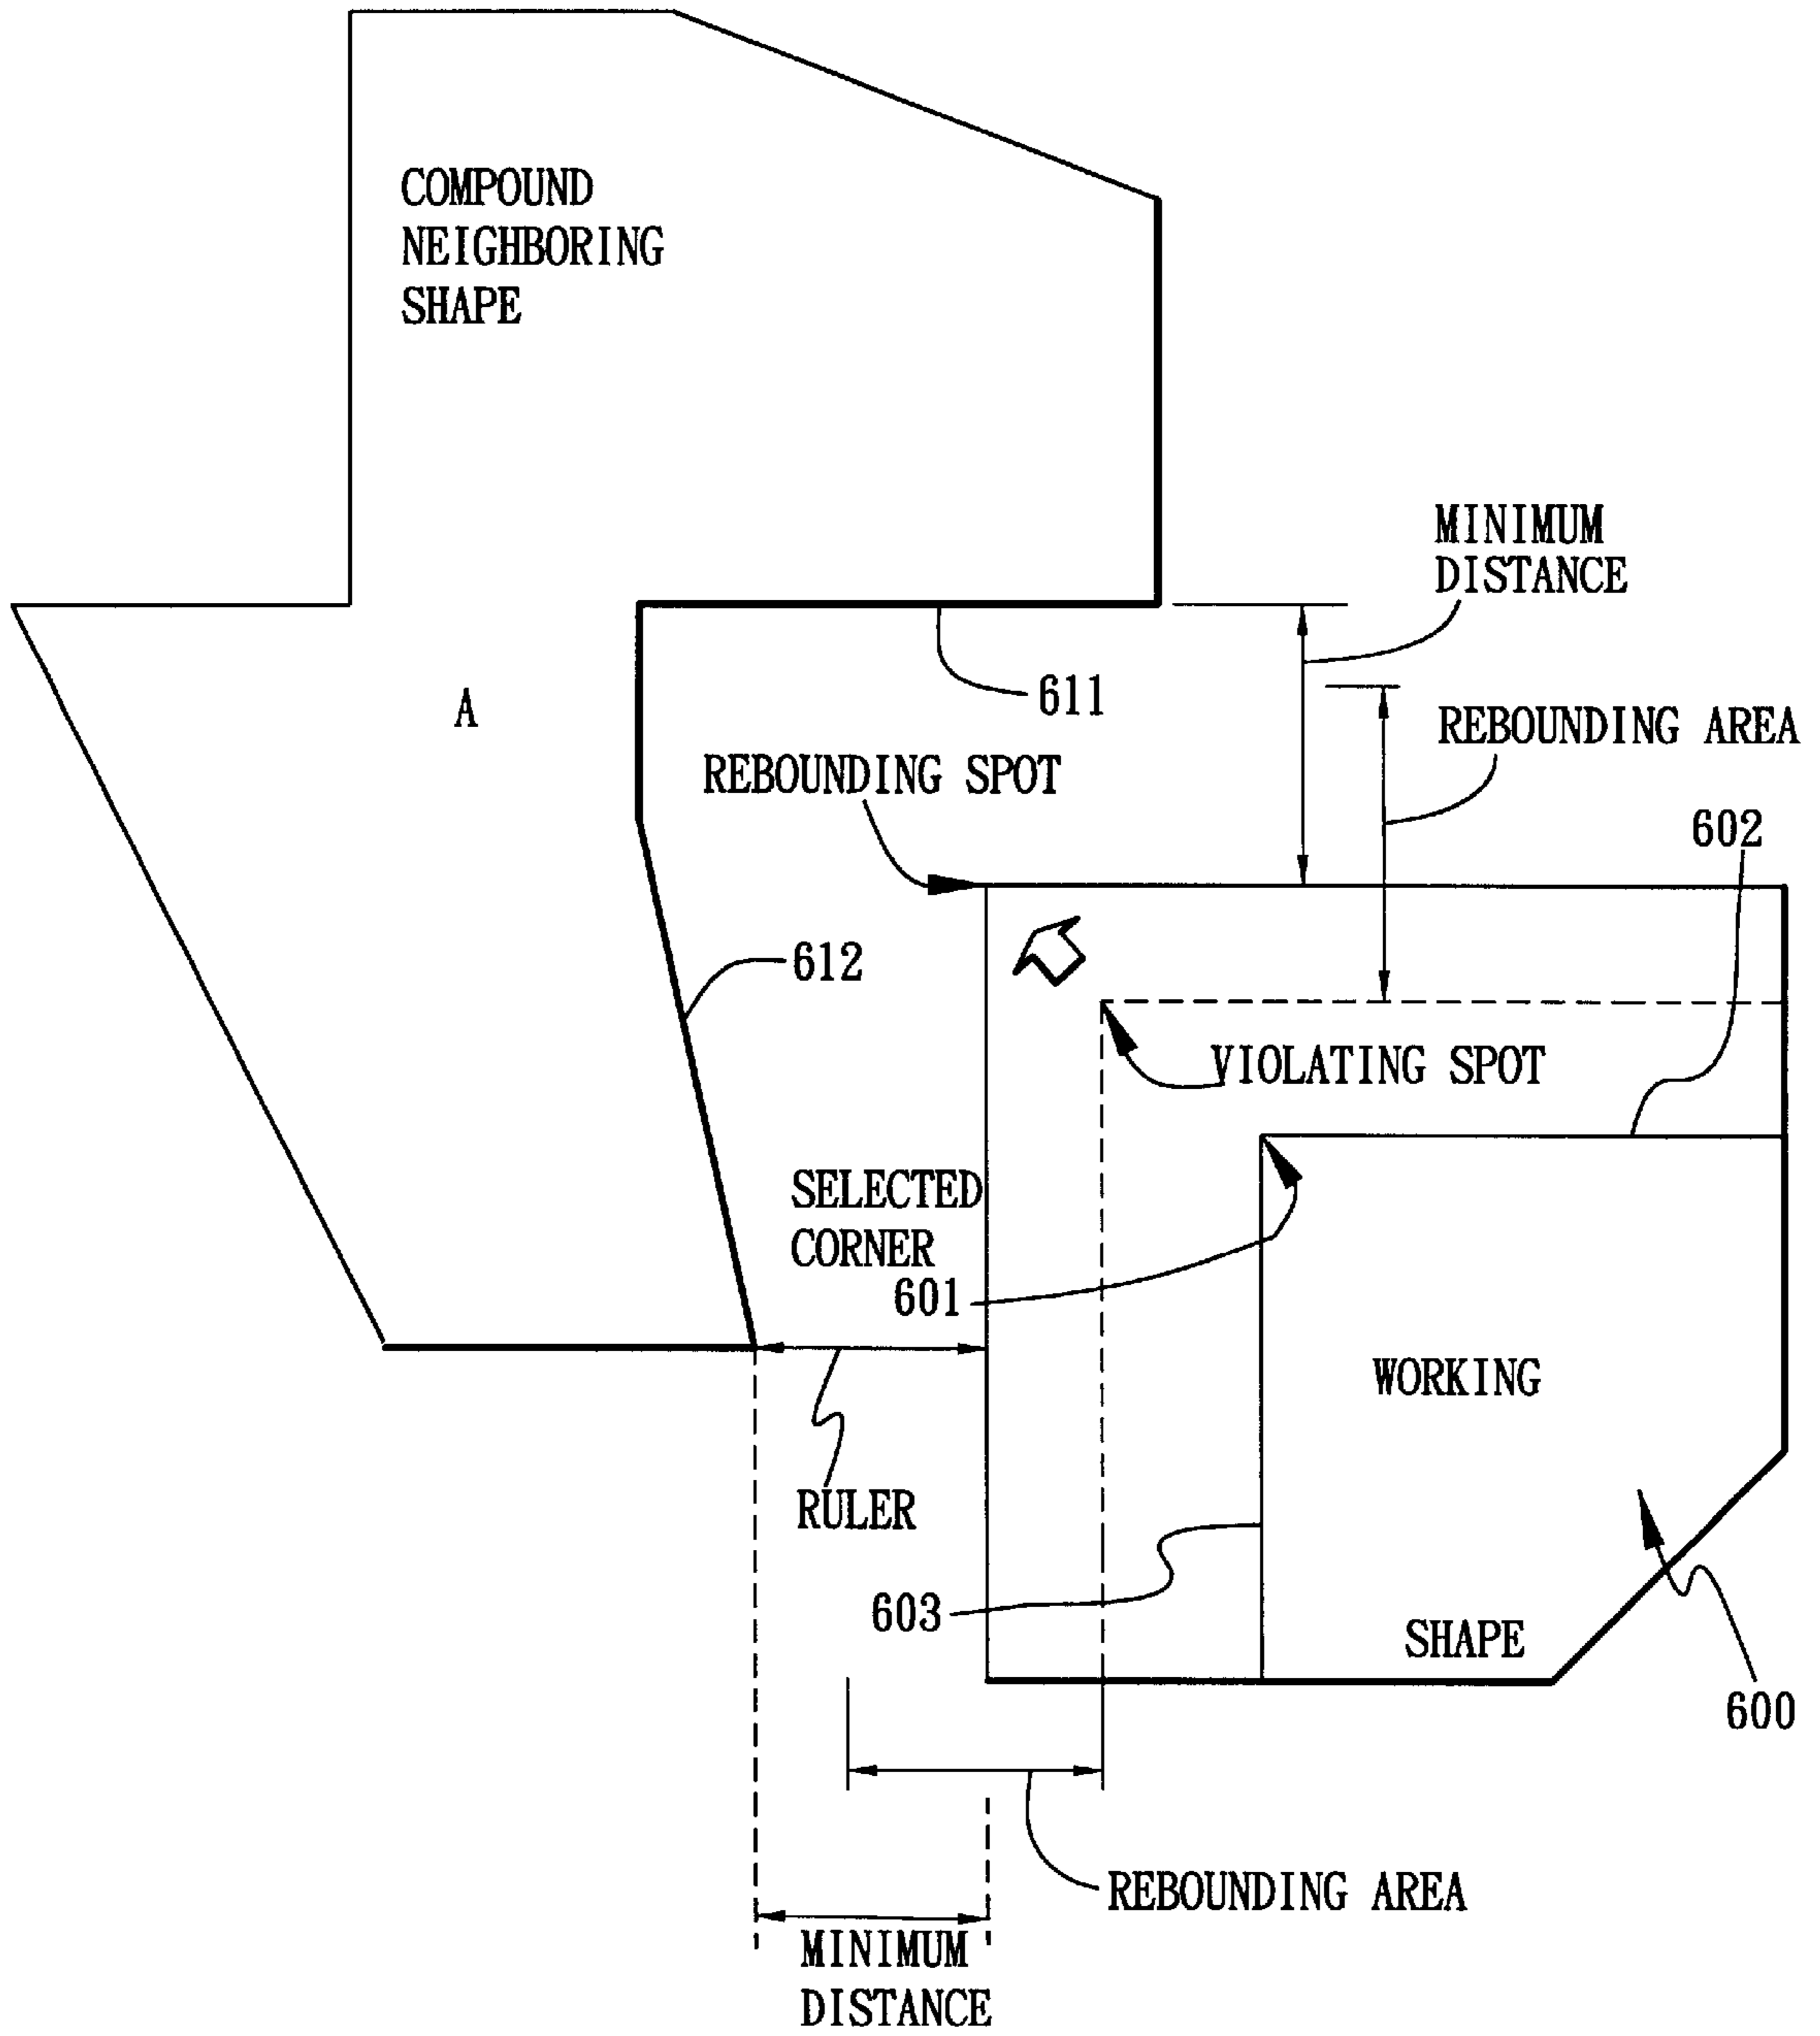 COMPOUND
NEIGHBORING
SHAPE
MINIMUM
DISTANCE
A
611
REBOUNDING AREA
REBOUNDING SPOT
602
612
VIOLATING SPOT
SELECTED
CORNER
601
WORKING
RULER
603
SHAPE
600
REBOUNDING AREA
MINIMUM
DISTANCE